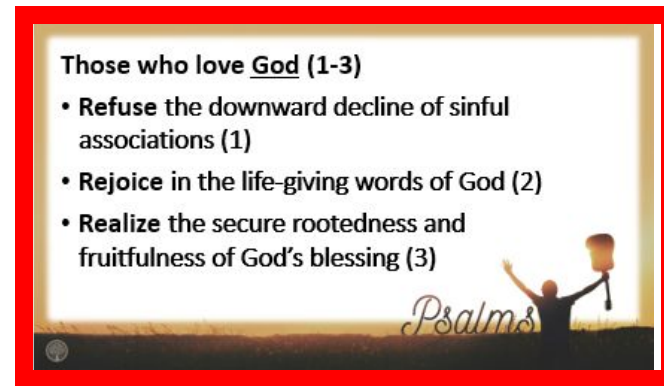 Those who love God (1-3)
• Refuse the downward decline of sinful
associations (1)
• Rejoice in the life-giving words of God (2)
• Realize the secure rootedness and
fruitfulness of God's blessing (3)
Psalms